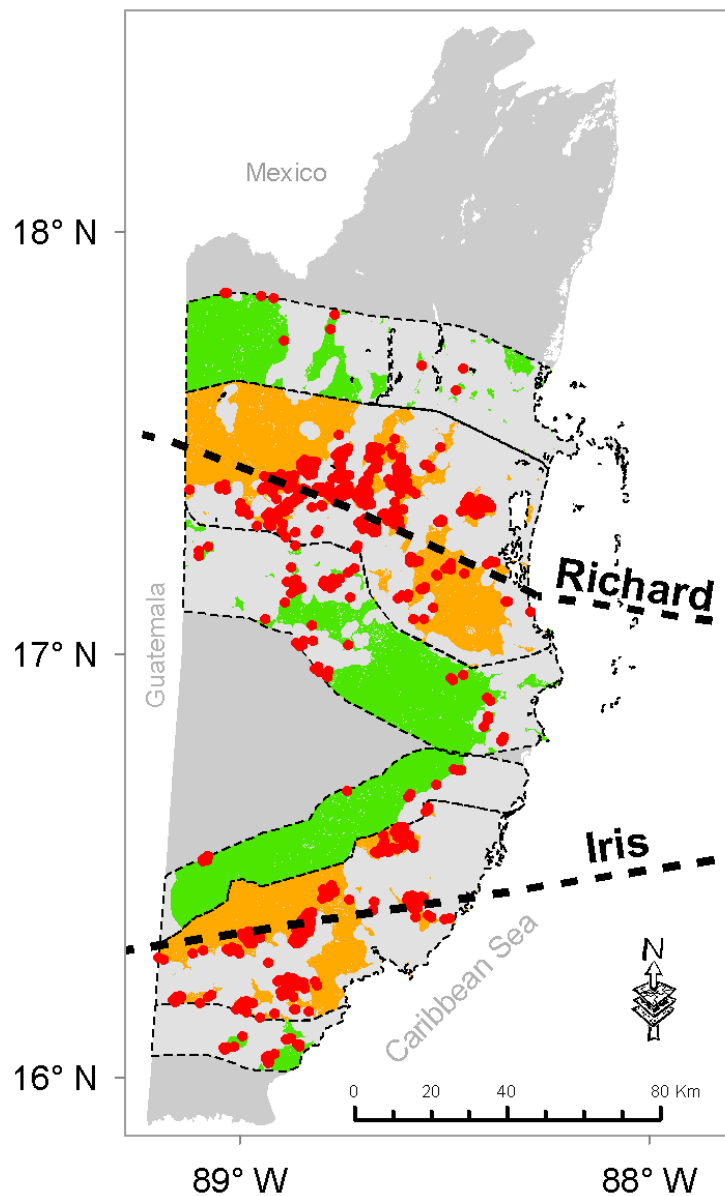 Mexico
18° N
Richard
Guatemala
17° N
Iris
Caribbean Sea
N
16° N
0 20 40 80 Km
89° W 88° W